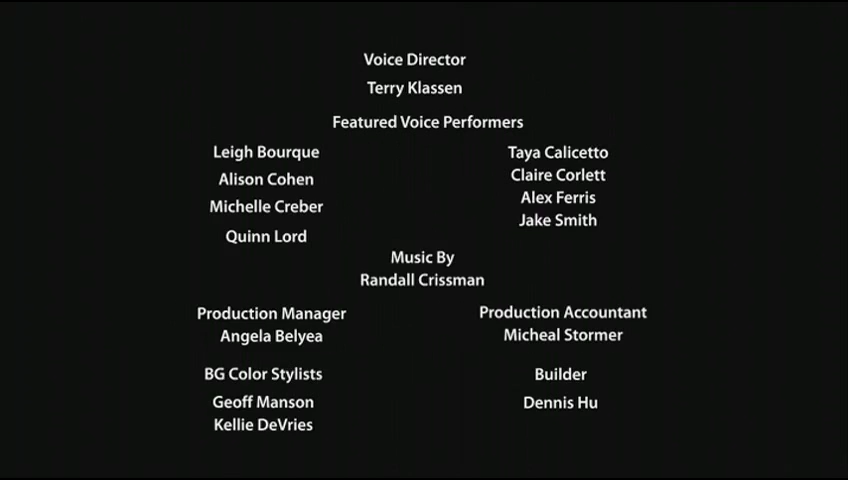 Voice Director
Terry Klassen
Featured Voice Performers
Leigh Bourque
Alison Cohen
Michelle Creber
Quinn Lord
Taya Calicetto
Claire Corlett
Alex Ferris
Jake Smith
Music By
Randall Crissman
Production Manager
Angela Belyea
Production Accountant
Micheal Stormer
BG Color Stylists
Geoff Manson
Kellie DeVries
Builder
Dennis Hu